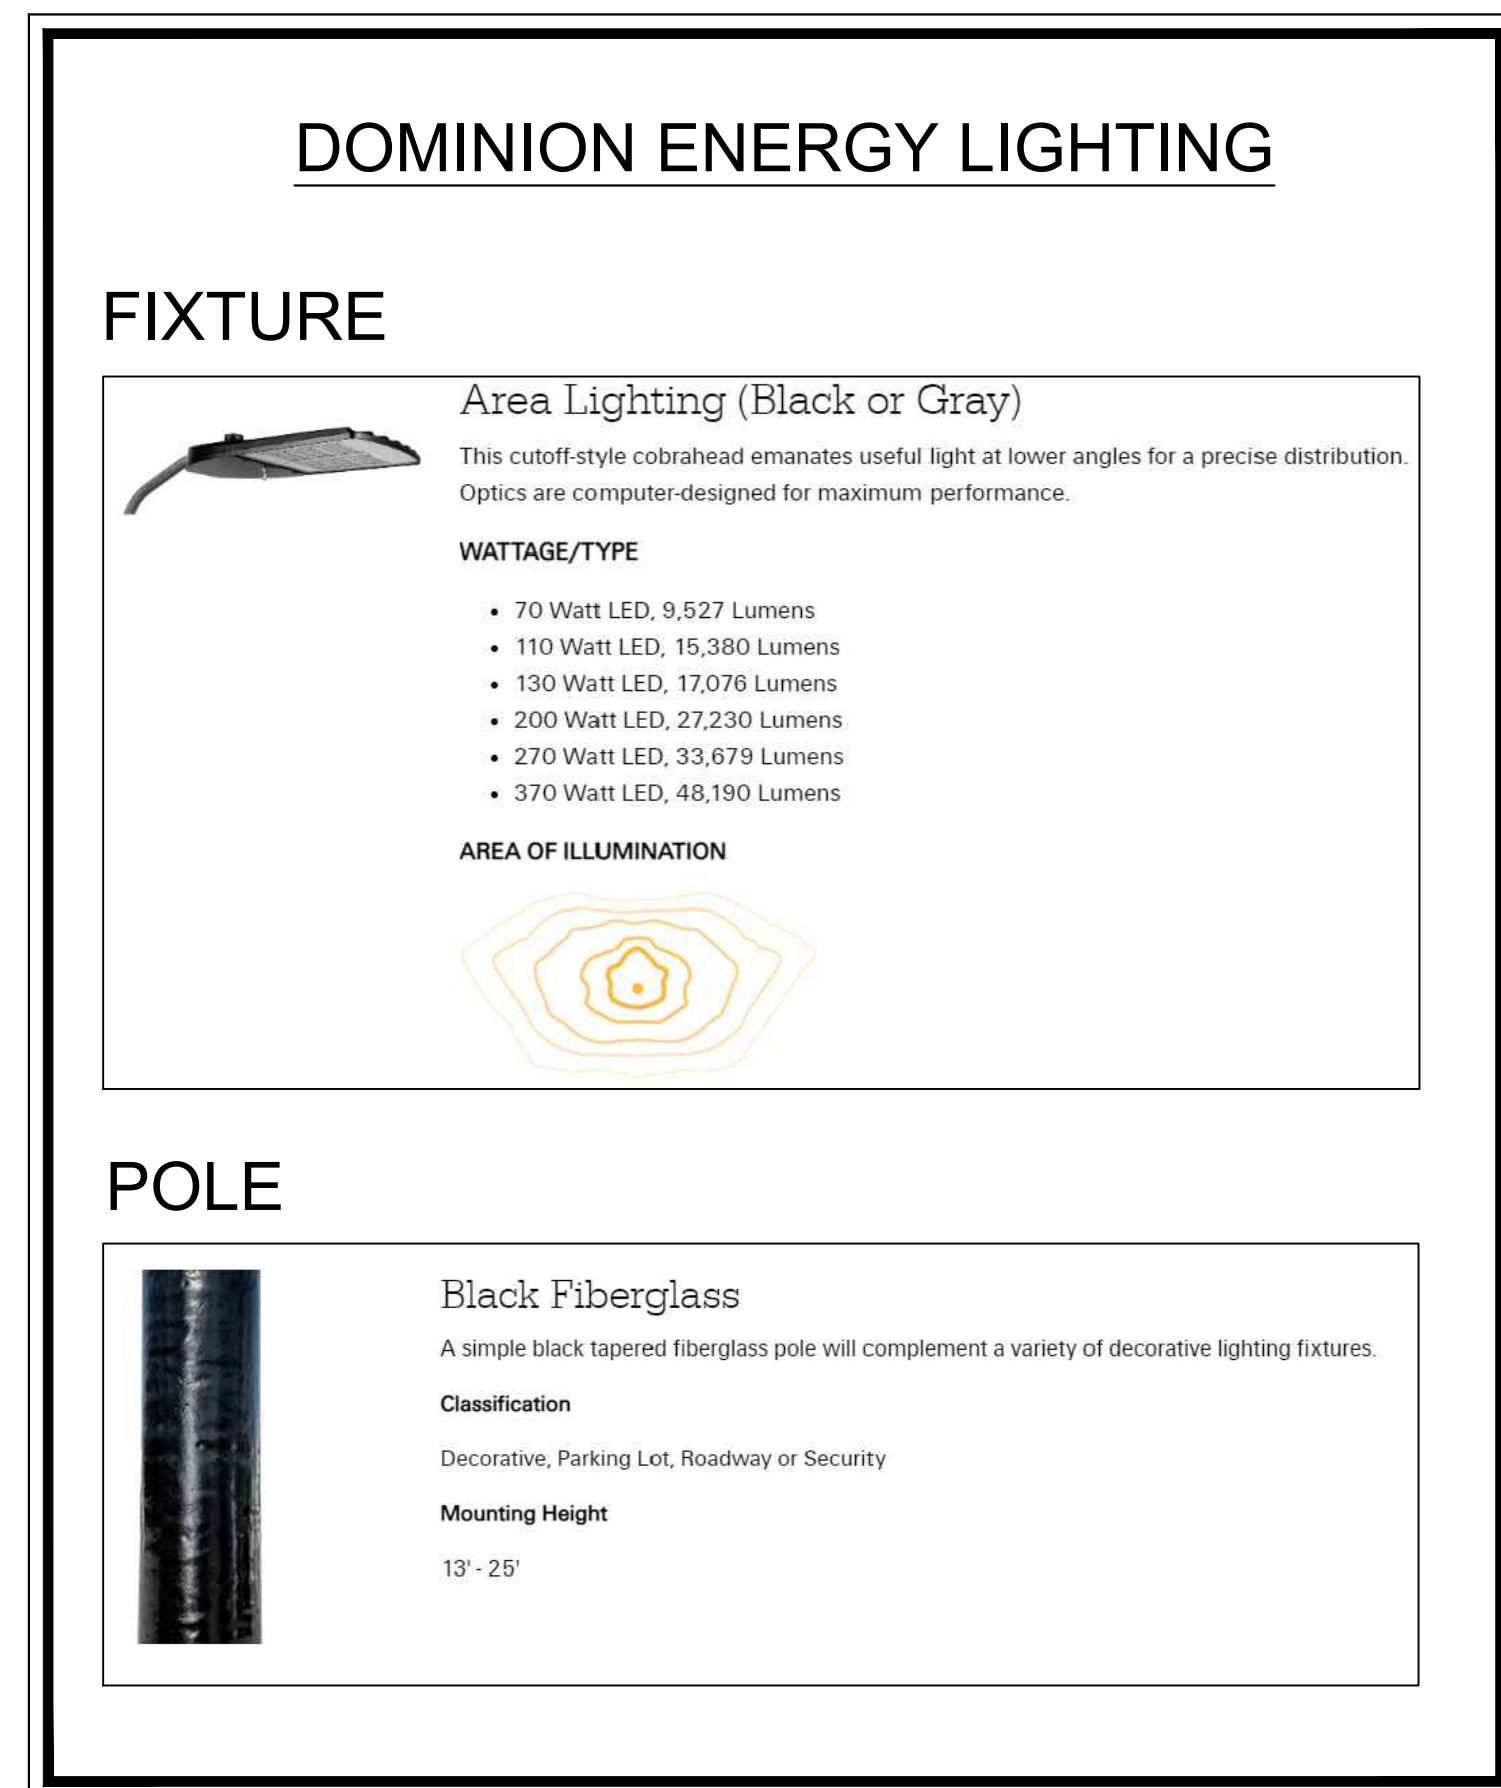 DOMINION ENERGY LIGHTING
FIXTURE
Area Lighting (Black or Gray)
This cutoff-style cobrahead emanates useful light at lower angles for a precise distribution.
Optics are computer-designed for maximum performance.
WATTAGE/TYPE
• 70 Watt LED, 9,527 Lumens
• 110 Watt LED, 15,380 Lumens
• 130 Watt LED, 17,076 Lumens
• 200 Watt LED, 27,230 Lumens
• 270 Watt LED, 33,679 Lumens
• 370 Watt LED, 48,190 Lumens
AREA OF ILLUMINATION
POLE
Black Fiberglass
A simple black tapered fiberglass pole will complement a variety of decorative lighting fixtures.
Classification
Decorative, Parking Lot, Roadway or Security
Mounting Height
13' - 25'